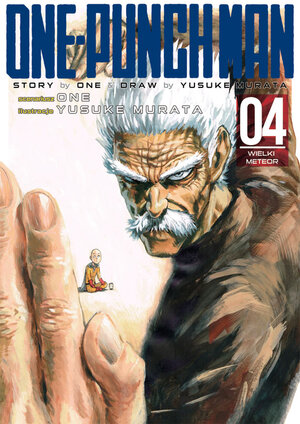 ONE-PUNCH MAN
STORY by ONE & DRAW by YUSUKE MURATA
scenariusz ONE
ilustracje YUSUKE MURATA
04
WIELKI
METEOR